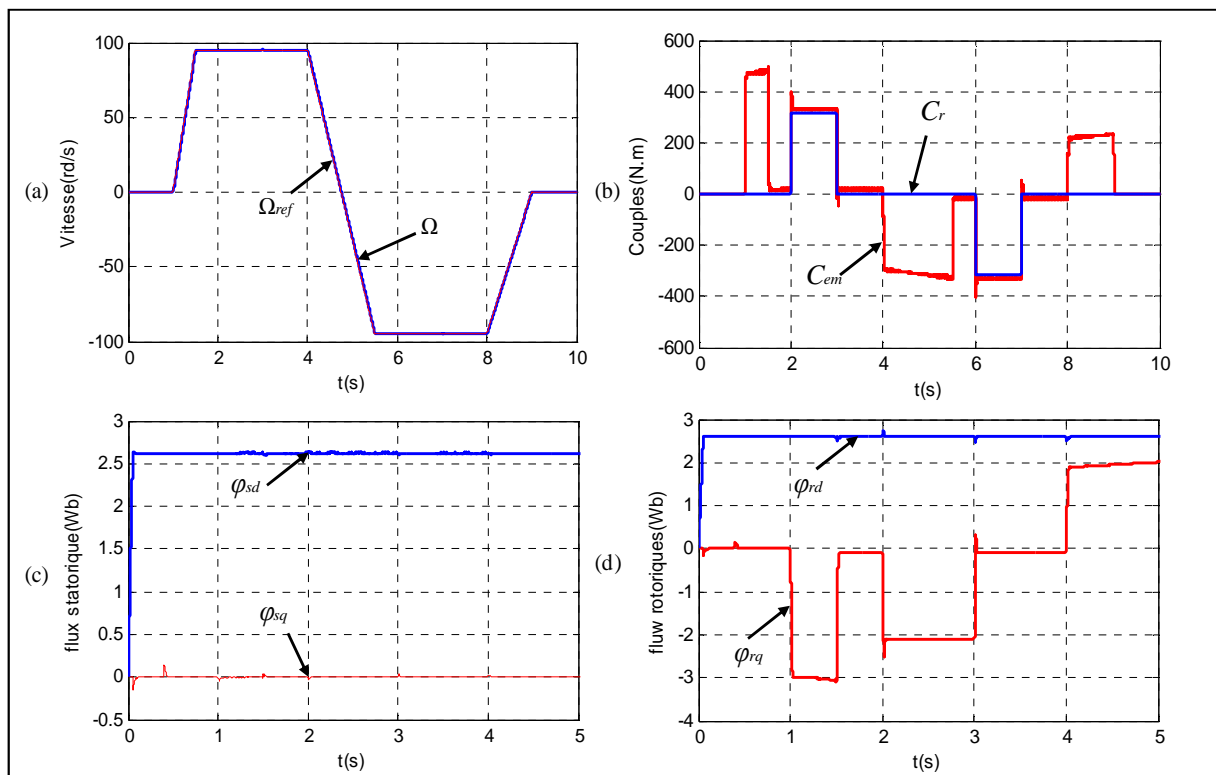 (a)
Vitesse(rd/s)
100
50
0
-50
-100
0
2
4
6
8
10
t(s)
Ωref
Ω
(b)
Couples(N.m)
600
400
200
0
-200
-400
-600
0
2
4
6
8
10
t(s)
Cr
Cem
(c)
flux statorique(Wb)
3
2.5
2
1.5
1
0.5
0
-0.5
0
1
2
3
4
5
t(s)
φsd
φsq
(d)
fluw rotoriques(Wb)
3
2
1
0
-1
-2
-3
-4
0
1
2
3
4
5
t(s)
φrd
φrq